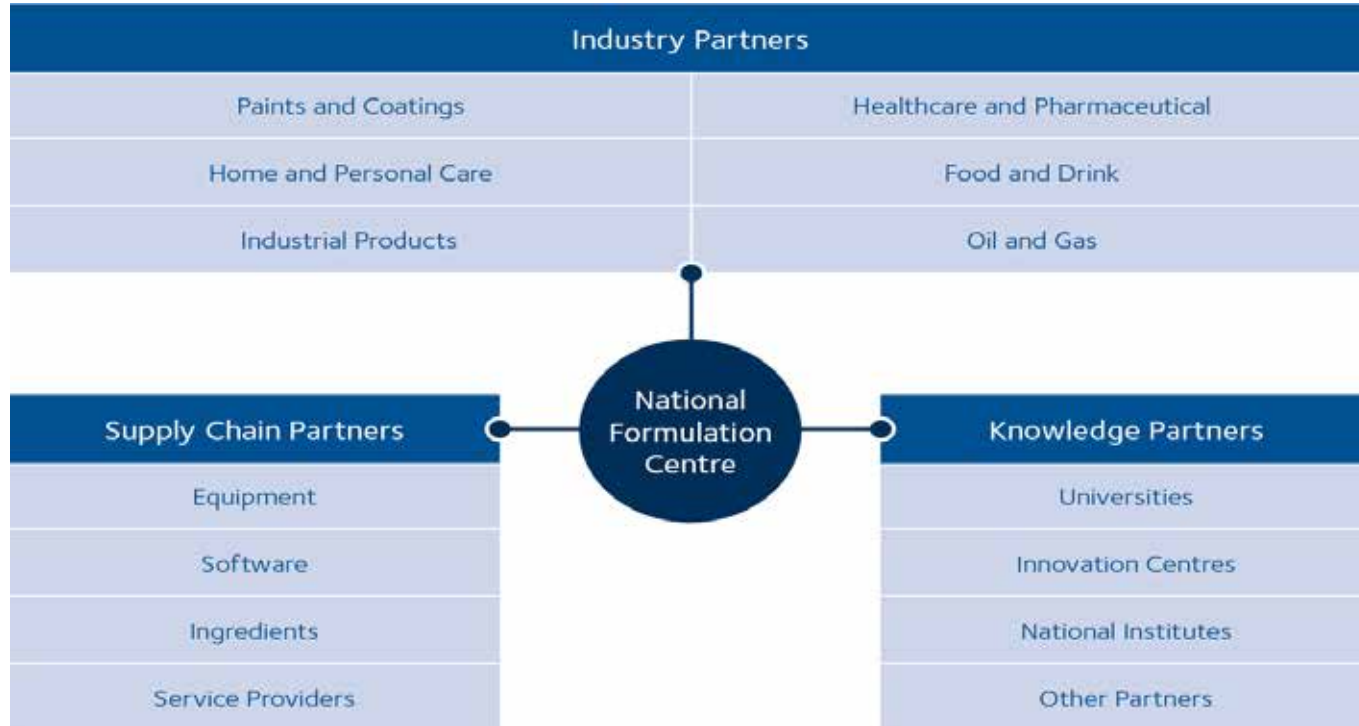 Industry Partners
Paints and Coatings
Healthcare and Pharmaceutical
Home and Personal Care
Food and Drink
Industrial Products
Oil and Gas
National
Formulation
Centre
Supply Chain Partners
Equipment
Software
Ingredients
Service Providers
Knowledge Partners
Universities
Innovation Centres
National Institutes
Other Partners